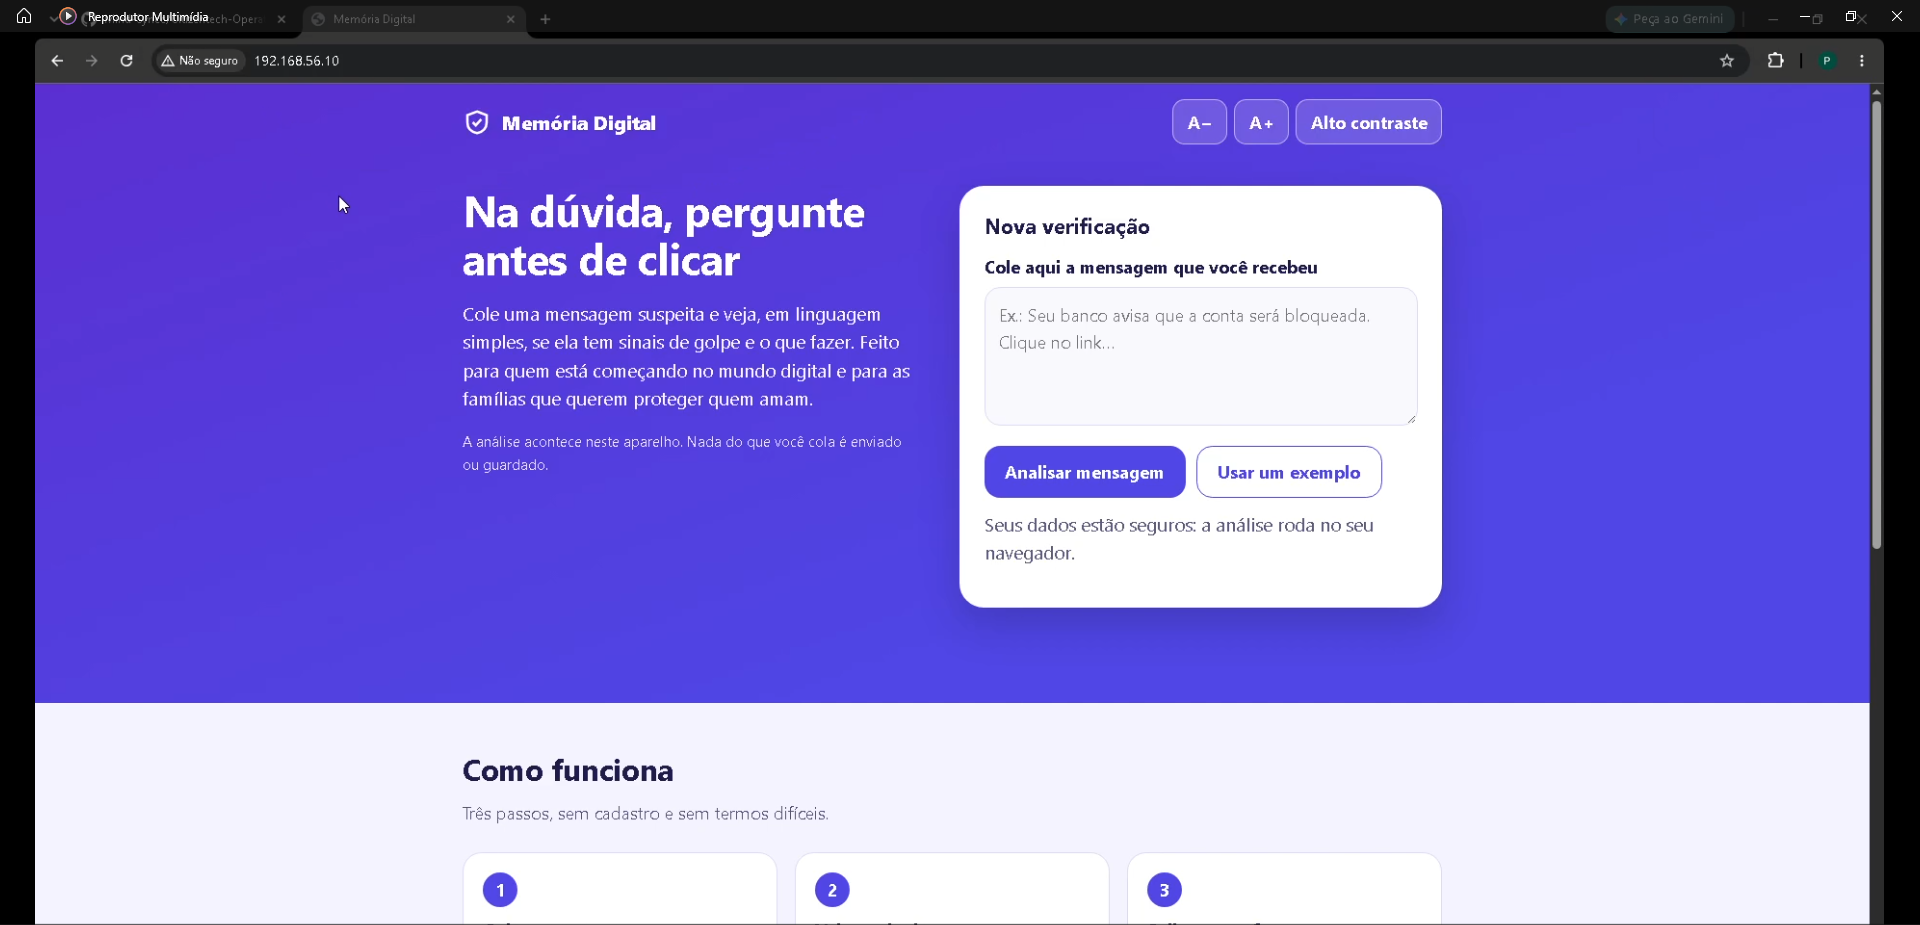 Reprodutor Multimídia
Memória Digital
Peça ao Gemini
Não seguro
192.168.56.10
P
Memória Digital
A−
A+
Alto contraste
Na dúvida, pergunte
antes de clicar
Cole uma mensagem suspeita e veja, em linguagem
simples, se ela tem sinais de golpe e o que fazer. Feito
para quem está começando no mundo digital e para as
famílias que querem proteger quem amam.
A análise acontece neste aparelho. Nada do que você cola é enviado
ou guardado.
Nova verificação
Cole aqui a mensagem que você recebeu
Ex.: Seu banco avisa que a conta será bloqueada.
Clique no link...
Analisar mensagem
Usar um exemplo
Seus dados estão seguros: a análise roda no seu
navegador.
Como funciona
Três passos, sem cadastro e sem termos difíceis.
1
2
3